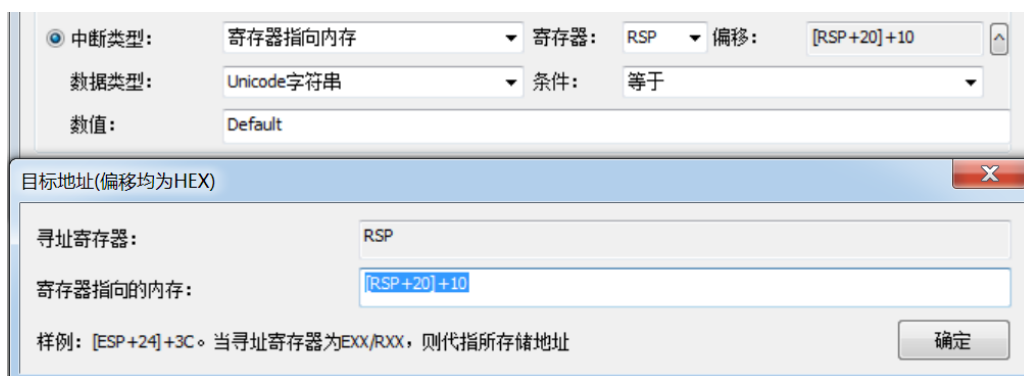 中断类型： 寄存器指向内存 寄存器： RSP 偏移： [RSP+20]+10
数据类型： Unicode字符串 条件： 等于
数值： Default
目标地址(偏移均为HEX)
寻址寄存器： RSP
寄存器指向的内存： [RSP+20]+10
样例：[ESP+24]+3C。当寻址寄存器为EXX/RXX，则代指所存储地址 确定